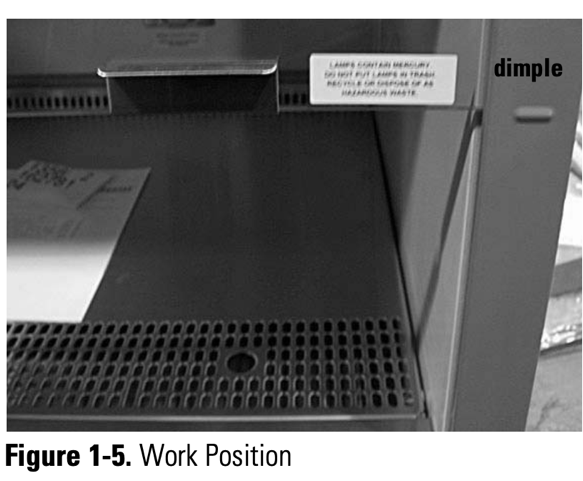 LAMPS CONTAIN MERCURY
DO NOT PUT LAMPS IN TRASH.
RECYCLE OR DISPOSE OF AS
HAZARDOUS WASTE.
dimple
Figure 1-5. Work Position